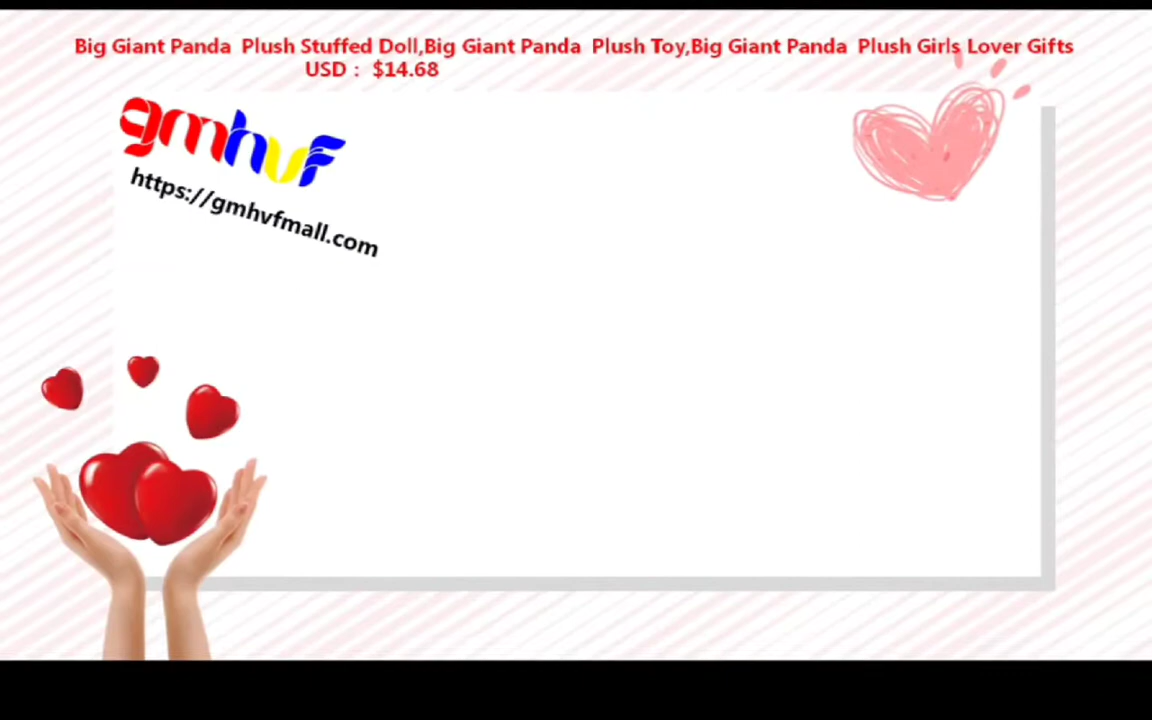 Big Giant Panda  Plush Stuffed Doll,Big Giant Panda  Plush Toy,Big Giant Panda  Plush Girls Lover Gifts
USD :  $14.68
gmhvf
https://gmhvfmall.com